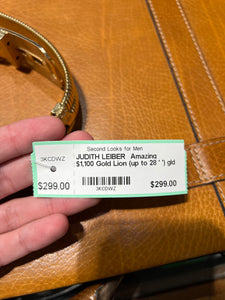 Second Looks for Men
3KCDWZ
JUDITH LEIBER Amazing
$1,100 Gold Lion (up to 28 ' ') gld
$299.00
3KCDWZ
$299.00